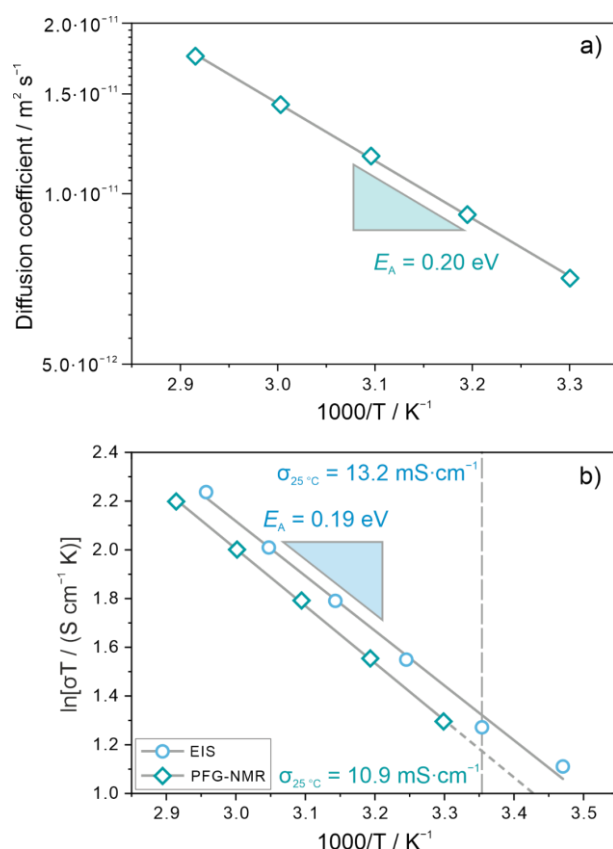 a)
2.0·10⁻¹¹
1.5·10⁻¹¹
1.0·10⁻¹¹
5.0·10⁻¹²
Diffusion coefficient / m² s⁻¹
E_A = 0.20 eV
2.9 3.0 3.1 3.2 3.3
1000/T / K⁻¹
b)
2.4
2.2
2.0
1.8
1.6
1.4
1.2
1.0
ln[σT / (S cm⁻¹ K)]
σ₂₅ °C = 13.2 mS·cm⁻¹
E_A = 0.19 eV
EIS
PFG-NMR
σ₂₅ °C = 10.9 mS·cm⁻¹
2.9 3.0 3.1 3.2 3.3 3.4 3.5
1000/T / K⁻¹